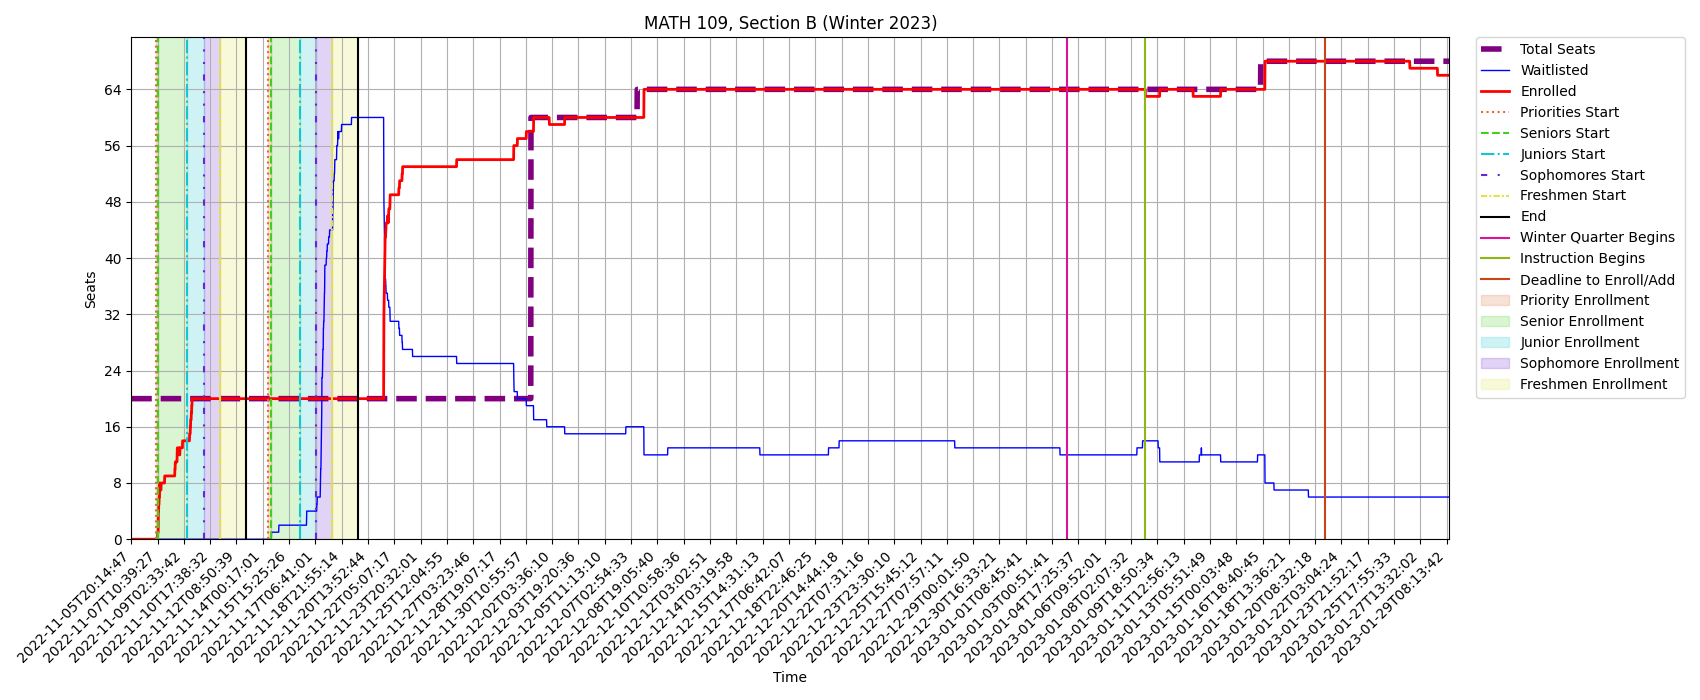 MATH 109, Section B (Winter 2023)
Total Seats
Waitlisted
Enrolled
Priorities Start
Seniors Start
Juniors Start
Sophomores Start
Freshmen Start
End
Winter Quarter Begins
Instruction Begins
Deadline to Enroll/Add
Priority Enrollment
Senior Enrollment
Junior Enrollment
Sophomore Enrollment
Freshmen Enrollment
Seats
64
56
48
40
32
24
16
8
0
2022-11-05T20:14:47
2022-11-07T10:39:27
2022-11-09T02:33:42
2022-11-10T17:38:32
2022-11-12T08:50:39
2022-11-14T00:17:01
2022-11-15T15:25:26
2022-11-17T06:41:01
2022-11-18T21:55:14
2022-11-20T13:52:44
2022-11-22T05:07:17
2022-11-23T20:32:01
2022-11-25T12:04:55
2022-11-27T03:23:46
2022-11-28T19:07:17
2022-11-30T10:55:57
2022-12-02T03:36:10
2022-12-03T19:20:36
2022-12-05T11:13:10
2022-12-07T02:54:33
2022-12-08T19:05:40
2022-12-10T10:58:36
2022-12-12T03:02:51
2022-12-14T03:19:58
2022-12-15T14:31:13
2022-12-17T06:42:07
2022-12-18T22:46:25
2022-12-20T14:44:18
2022-12-22T07:31:16
2022-12-23T23:30:10
2022-12-25T15:45:12
2022-12-27T07:57:11
2022-12-29T00:01:50
2022-12-30T16:33:21
2023-01-01T08:45:41
2023-01-03T00:51:41
2023-01-04T17:25:37
2023-01-06T09:52:01
2023-01-08T02:07:32
2023-01-09T18:50:34
2023-01-11T12:56:13
2023-01-13T05:51:49
2023-01-15T00:03:48
2023-01-16T18:40:45
2023-01-18T13:36:21
2023-01-20T08:32:18
2023-01-22T03:04:24
2023-01-23T21:52:17
2023-01-25T17:55:33
2023-01-27T13:32:02
2023-01-29T08:13:42
Time